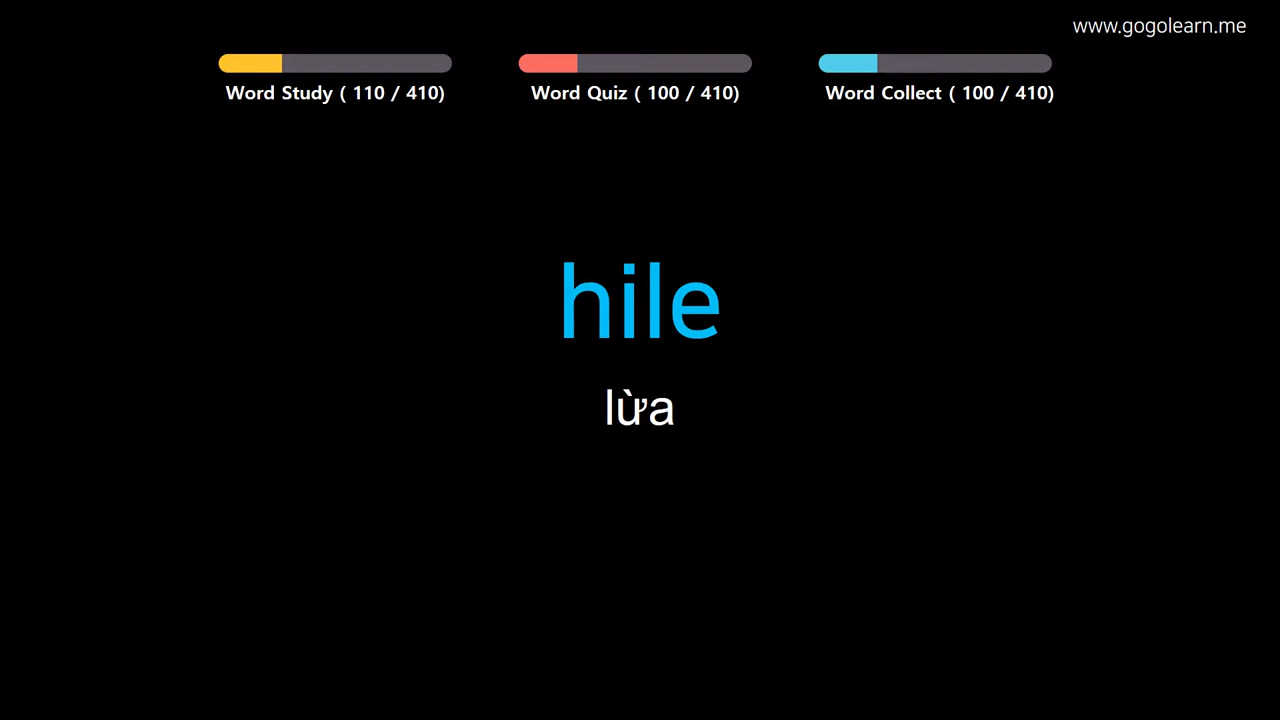 www.gogolearn.me
Word Study ( 110 / 410)
Word Quiz ( 100 / 410)
Word Collect ( 100 / 410)
hile
lừa